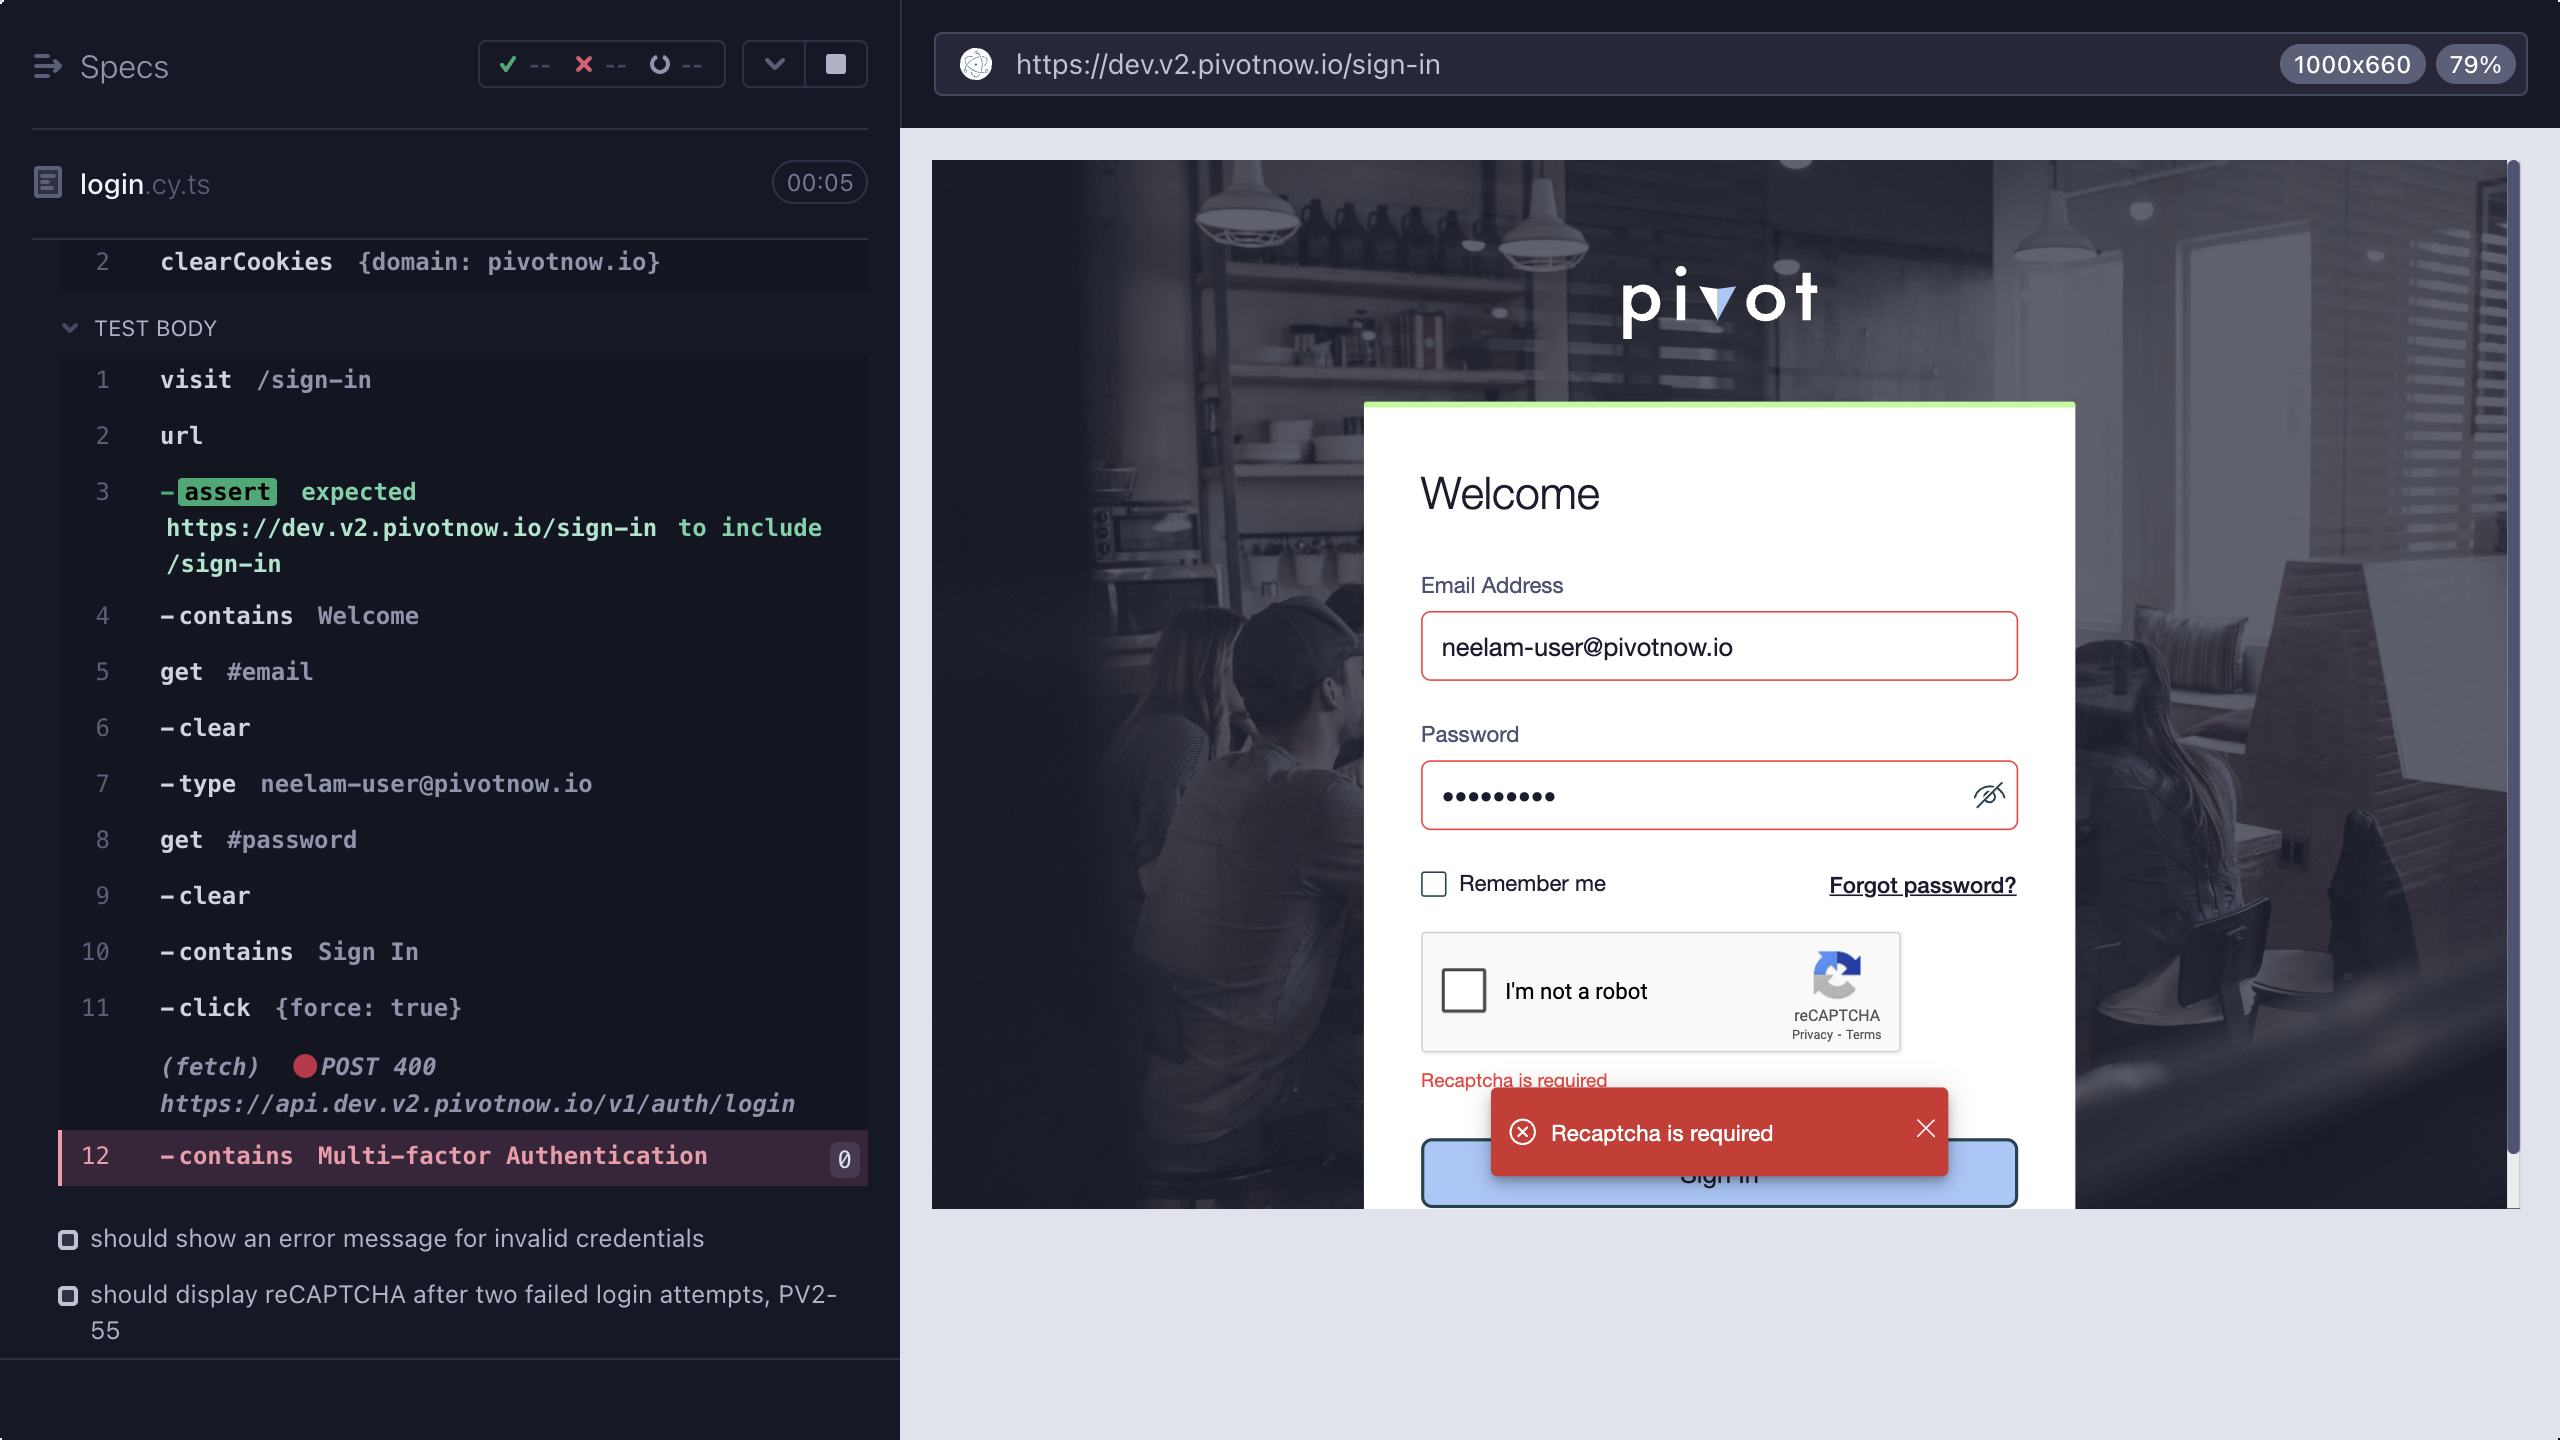 Specs
-- -- --
login.cy.ts
00:05
2 clearCookies {domain: pivotnow.io}
TEST BODY
1 visit /sign-in
2 url
3 -assert expected
https://dev.v2.pivotnow.io/sign-in to include
/sign-in
4 -contains Welcome
5 get #email
6 -clear
7 -type neelam-user@pivotnow.io
8 get #password
9 -clear
10 -contains Sign In
11 -click {force: true}
(fetch) POST 400
https://api.dev.v2.pivotnow.io/v1/auth/login
12 -contains Multi-factor Authentication 0
should show an error message for invalid credentials
should display reCAPTCHA after two failed login attempts, PV2-
55
https://dev.v2.pivotnow.io/sign-in
1000x660
79%
pivot
Welcome
Email Address
neelam-user@pivotnow.io
Password
•••••••••
Remember me
Forgot password?
I'm not a robot
reCAPTCHA
Privacy - Terms
Recaptcha is required
Recaptcha is required
Sign In